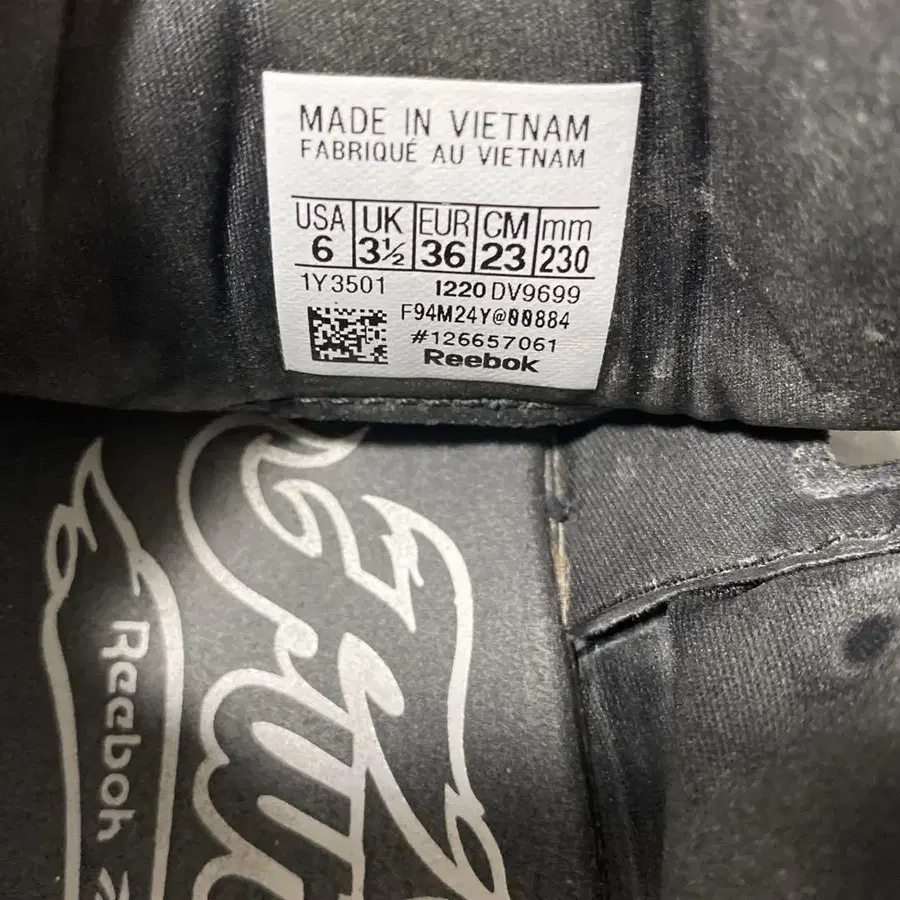 MADE IN VIETNAM
FABRIQUÉ AU VIETNAM
USA UK EUR CM mm
6 3½ 36 23 230
1Y3501 I220 DV9699
F94M24Y@00884
#126657061
Reebok
Reebok